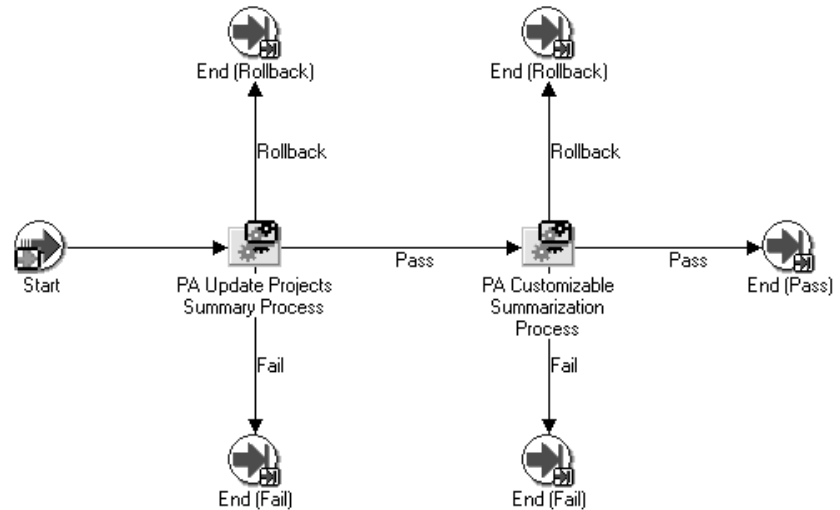 End (Rollback)
End (Rollback)
Rollback
Rollback
Start
PA Update Projects
Summary Process
Pass
PA Customizable
Summarization
Process
Pass
End (Pass)
Fail
Fail
End (Fail)
End (Fail)